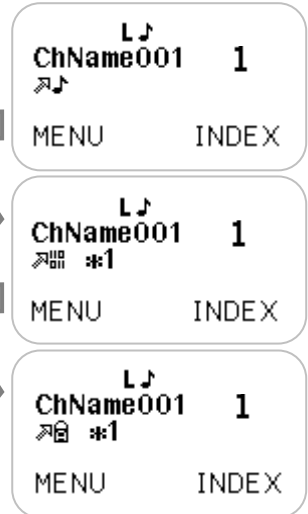 L♪
ChName001 1
♪
MENU INDEX
L♪
ChName001 1
*1
MENU INDEX
L♪
ChName001 1
*1
MENU INDEX